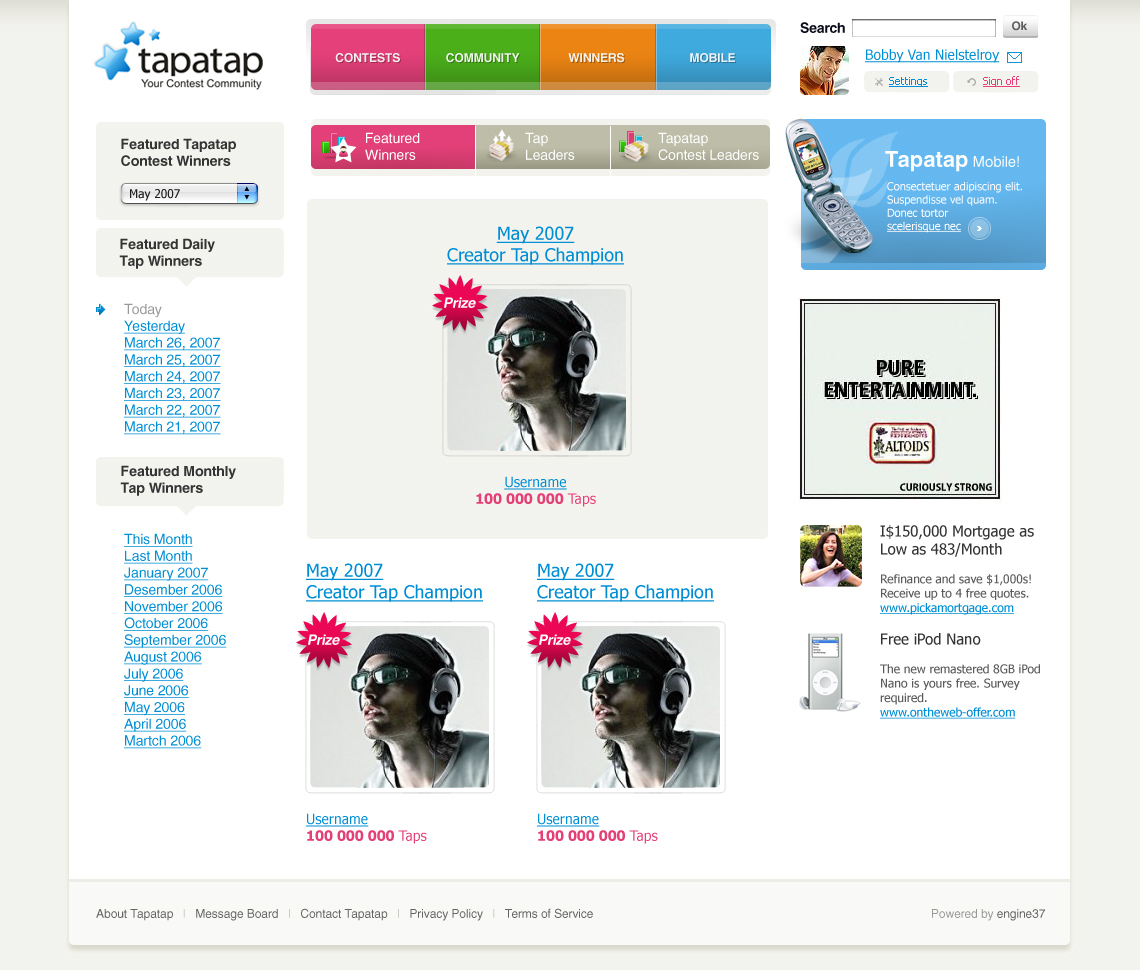 tapatap
Your Contest Community
CONTESTS
COMMUNITY
WINNERS
MOBILE
Search
Ok
Bobby Van Nielstelroy
Settings
Sign off
Featured Tapatap
Contest Winners
May 2007
Featured Daily
Tap Winners
Today
Yesterday
March 26, 2007
March 25, 2007
March 24, 2007
March 23, 2007
March 22, 2007
March 21, 2007
Featured Monthly
Tap Winners
This Month
Last Month
January 2007
Desember 2006
November 2006
October 2006
September 2006
August 2006
July 2006
June 2006
May 2006
April 2006
Martch 2006
Featured
Winners
Tap
Leaders
Tapatap
Contest Leaders
May 2007
Creator Tap Champion
Prize
Username
100 000 000 Taps
May 2007
Creator Tap Champion
Prize
Username
100 000 000 Taps
May 2007
Creator Tap Champion
Prize
Username
100 000 000 Taps
Tapatap Mobile!
Consectetuer adipiscing elit.
Suspendisse vel quam.
Donec tortor
scelerisque nec
PURE
ENTERTAINMINT.
ALTOIDS
CURIOUSLY STRONG
I$150,000 Mortgage as
Low as 483/Month
Refinance and save $1,000s!
Receive up to 4 free quotes.
www.pickamortgage.com
Free iPod Nano
The new remastered 8GB iPod
Nano is yours free. Survey
required.
www.ontheweb-offer.com
About Tapatap
Message Board
Contact Tapatap
Privacy Policy
Terms of Service
Powered by engine37